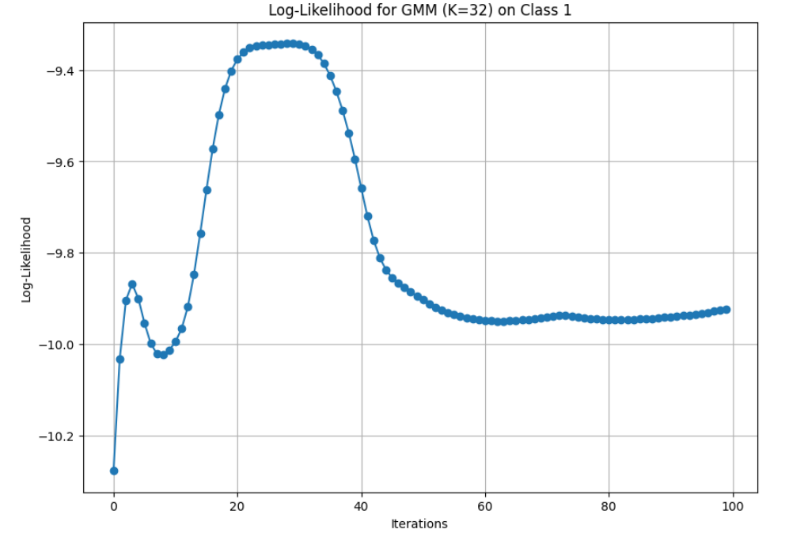 Log-Likelihood for GMM (K=32) on Class 1
−9.4
−9.6
−9.8
−10.0
−10.2
Log-Likelihood
0 20 40 60 80 100
Iterations